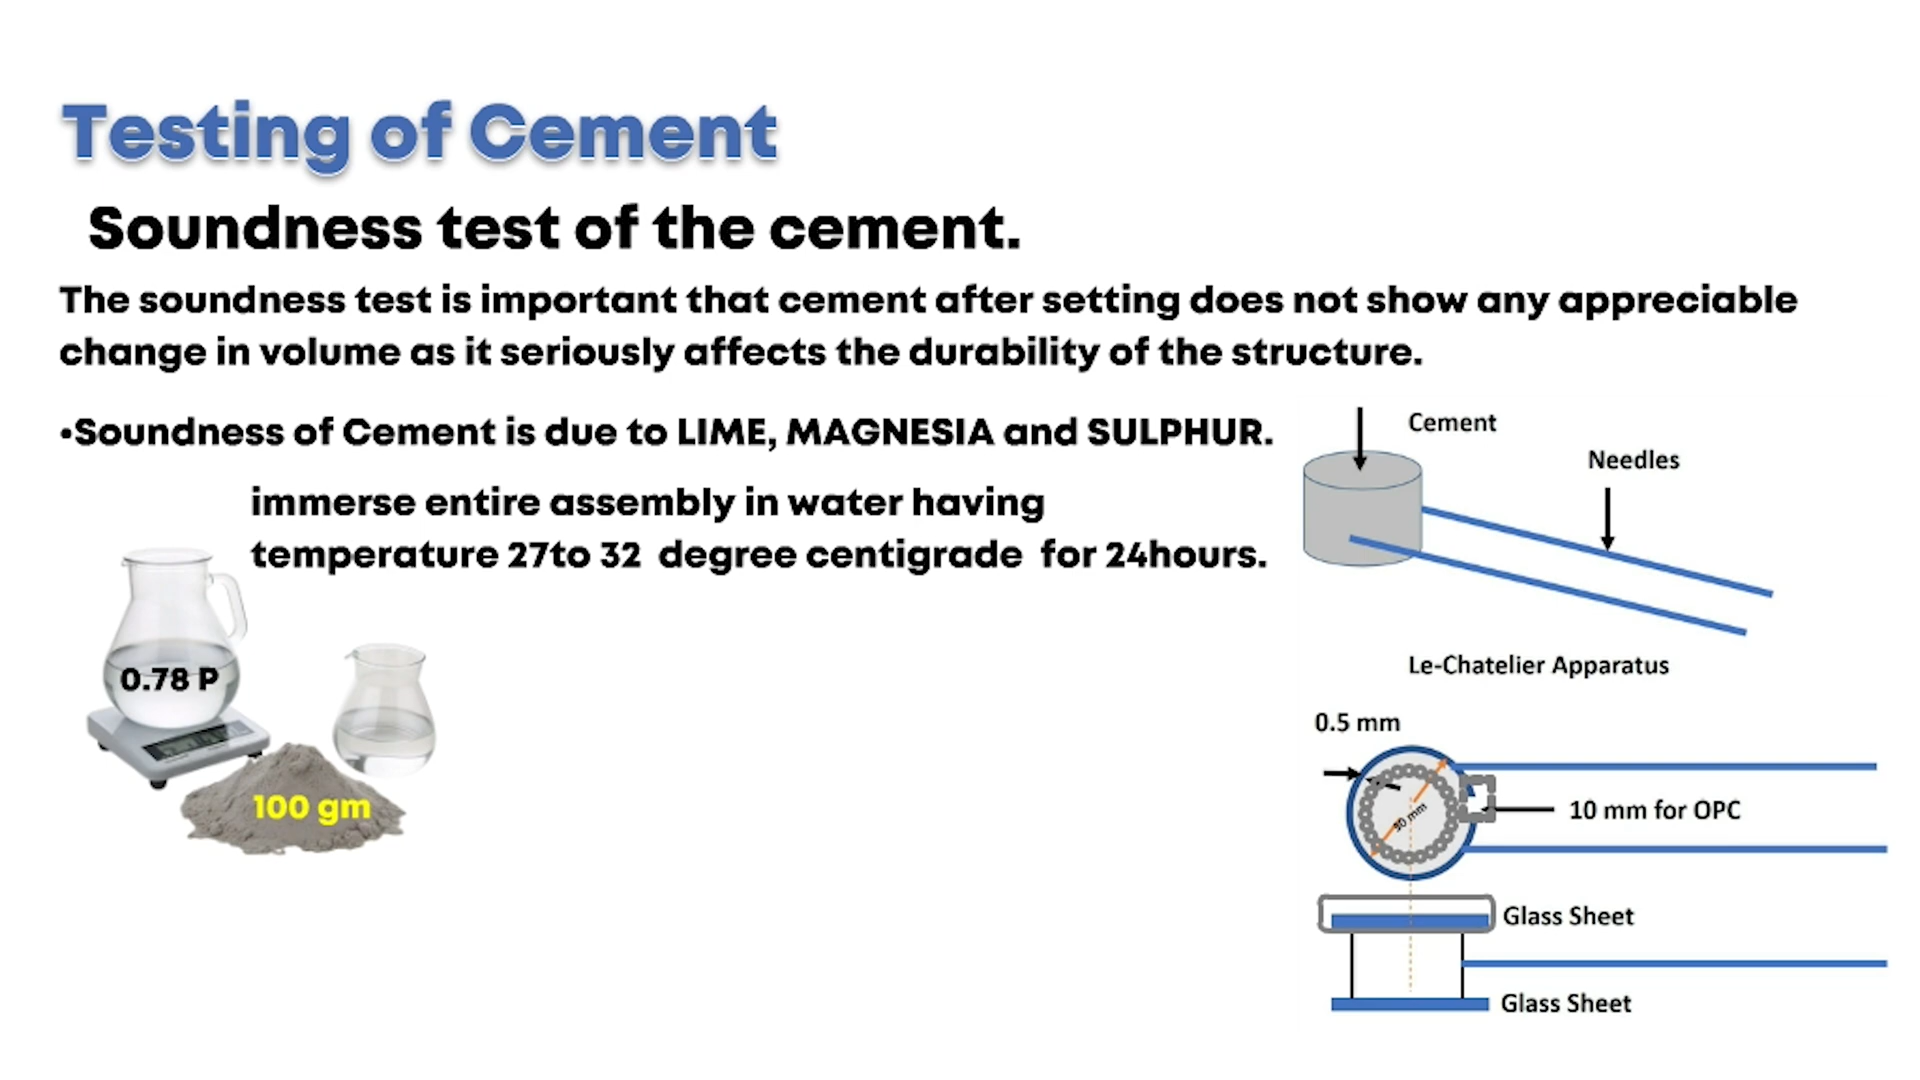 Testing of Cement
Soundness test of the cement.
The soundness test is important that cement after setting does not show any appreciable
change in volume as it seriously affects the durability of the structure.
•Soundness of Cement is due to LIME, MAGNESIA and SULPHUR.
immerse entire assembly in water having
temperature 27to 32 degree centigrade for 24hours.
0.78 P
100 gm
Cement
Needles
Le-Chatelier Apparatus
0.5 mm
30 mm
10 mm for OPC
Glass Sheet
Glass Sheet